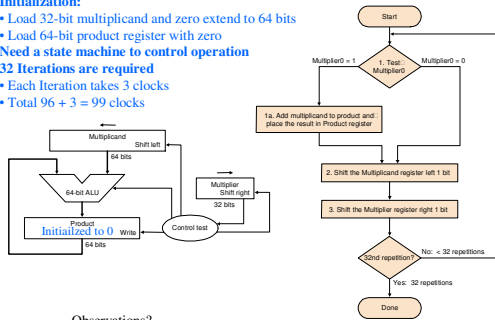 Initialization:
• Load 32-bit multiplicand and zero extend to 64 bits
• Load 64-bit product register with zero
Need a state machine to control operation
32 Iterations are required
• Each Iteration takes 3 clocks
• Total 96 + 3 = 99 clocks
Multiplicand
Shift left
64 bits
64-bit ALU
Multiplier
Shift right
32 bits
Product
Initiailzed to 0
Write
64 bits
Control test
Start
Multiplier0 = 1
1. Test
Multiplier0
Multiplier0 = 0
1a. Add multiplicand to product and
place the result in Product register
2. Shift the Multiplicand register left 1 bit
3. Shift the Multiplier register right 1 bit
32nd repetition?
No: < 32 repetitions
Yes: 32 repetitions
Done
Observations?